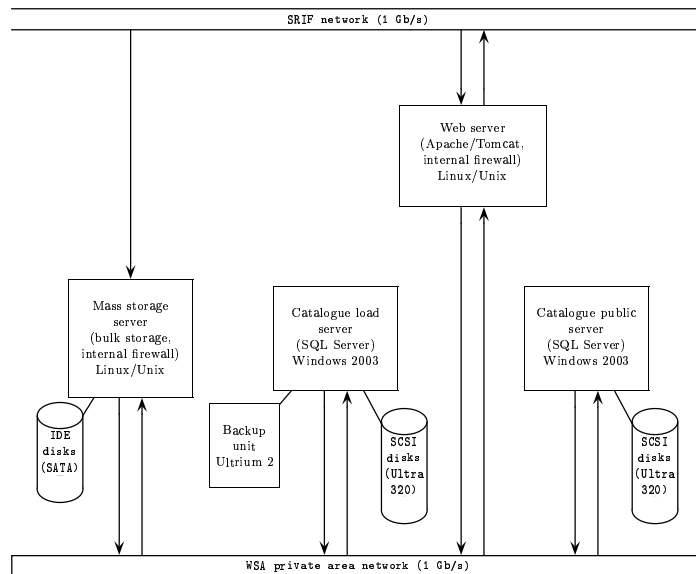 SRIF network (1 Gb/s)
Web server
(Apache/Tomcat,
internal firewall)
Linux/Unix
Mass storage
server
(bulk storage,
internal firewall)
Linux/Unix
Catalogue load
server
(SQL Server)
Windows 2003
Catalogue public
server
(SQL Server)
Windows 2003
IDE
disks
(SATA)
Backup
unit
Ultrium 2
SCSI
disks
(Ultra
320)
SCSI
disks
(Ultra
320)
WSA private area network (1 Gb/s)